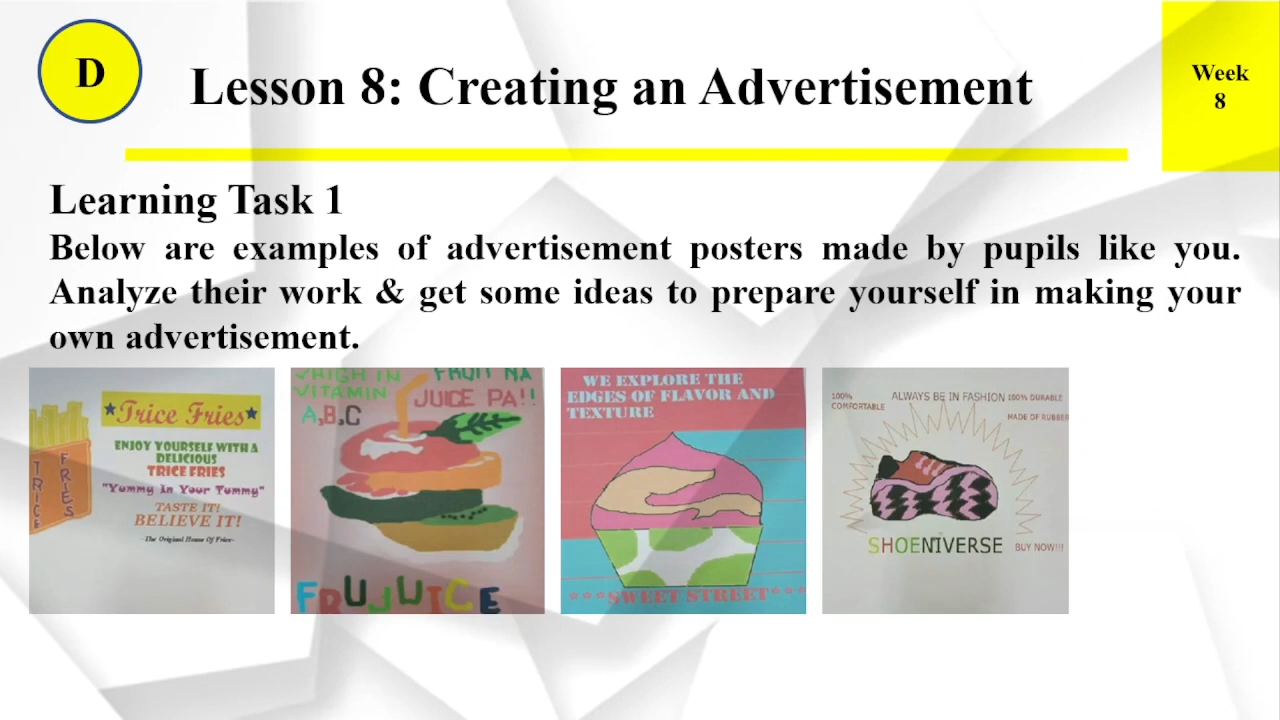 D
Lesson 8: Creating an Advertisement
Week
8
Learning Task 1
Below are examples of advertisement posters made by pupils like you.
Analyze their work & get some ideas to prepare yourself in making your
own advertisement.
TRICE
FRIES
Trice Fries
ENJOY YOURSELF WITH A
DELICIOUS
TRICE FRIES
"Yummy In Your Tummy"
TASTE IT!
BELIEVE IT!
-The Original House Of Fries-
HIGH IN
VITAMIN
A,B,C
FRUIT NA
JUICE PA!!
FRUJUICE
WE EXPLORE THE
EDGES OF FLAVOR AND
TEXTURE
***SWEET STREET***
100%
COMFORTABLE
ALWAYS BE IN FASHION
100% DURABLE
MADE OF RUBBER
SHOENIVERSE
BUY NOW!!!